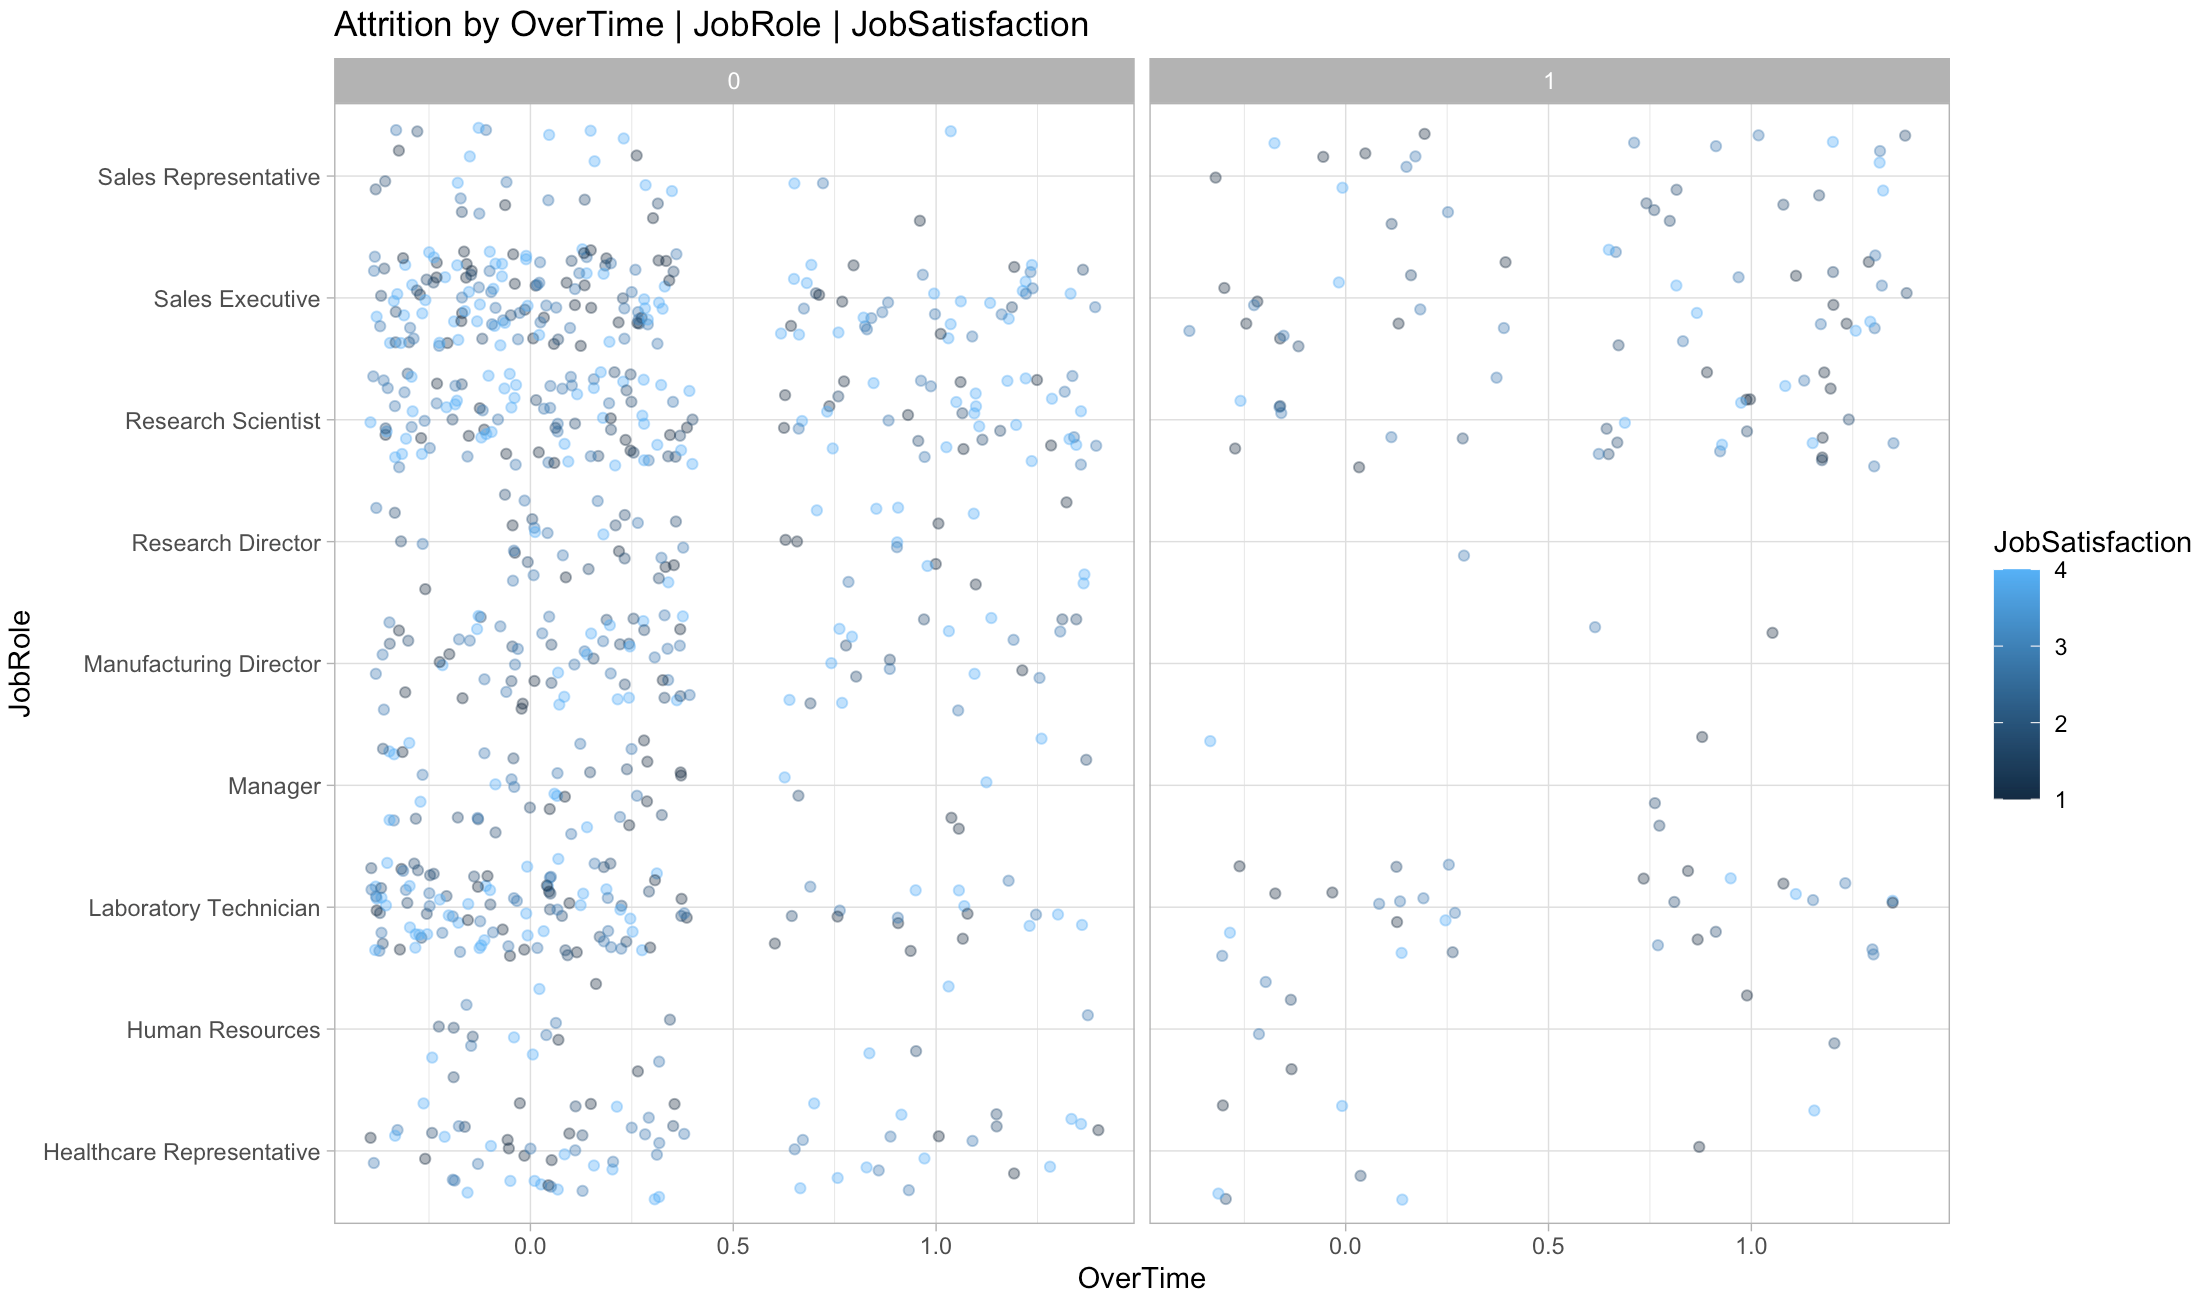 Attrition by OverTime | JobRole | JobSatisfaction
0
1
Sales Representative
Sales Executive
Research Scientist
Research Director
Manufacturing Director
Manager
Laboratory Technician
Human Resources
Healthcare Representative
JobRole
0.0
0.5
1.0
0.0
0.5
1.0
OverTime
JobSatisfaction
4
3
2
1